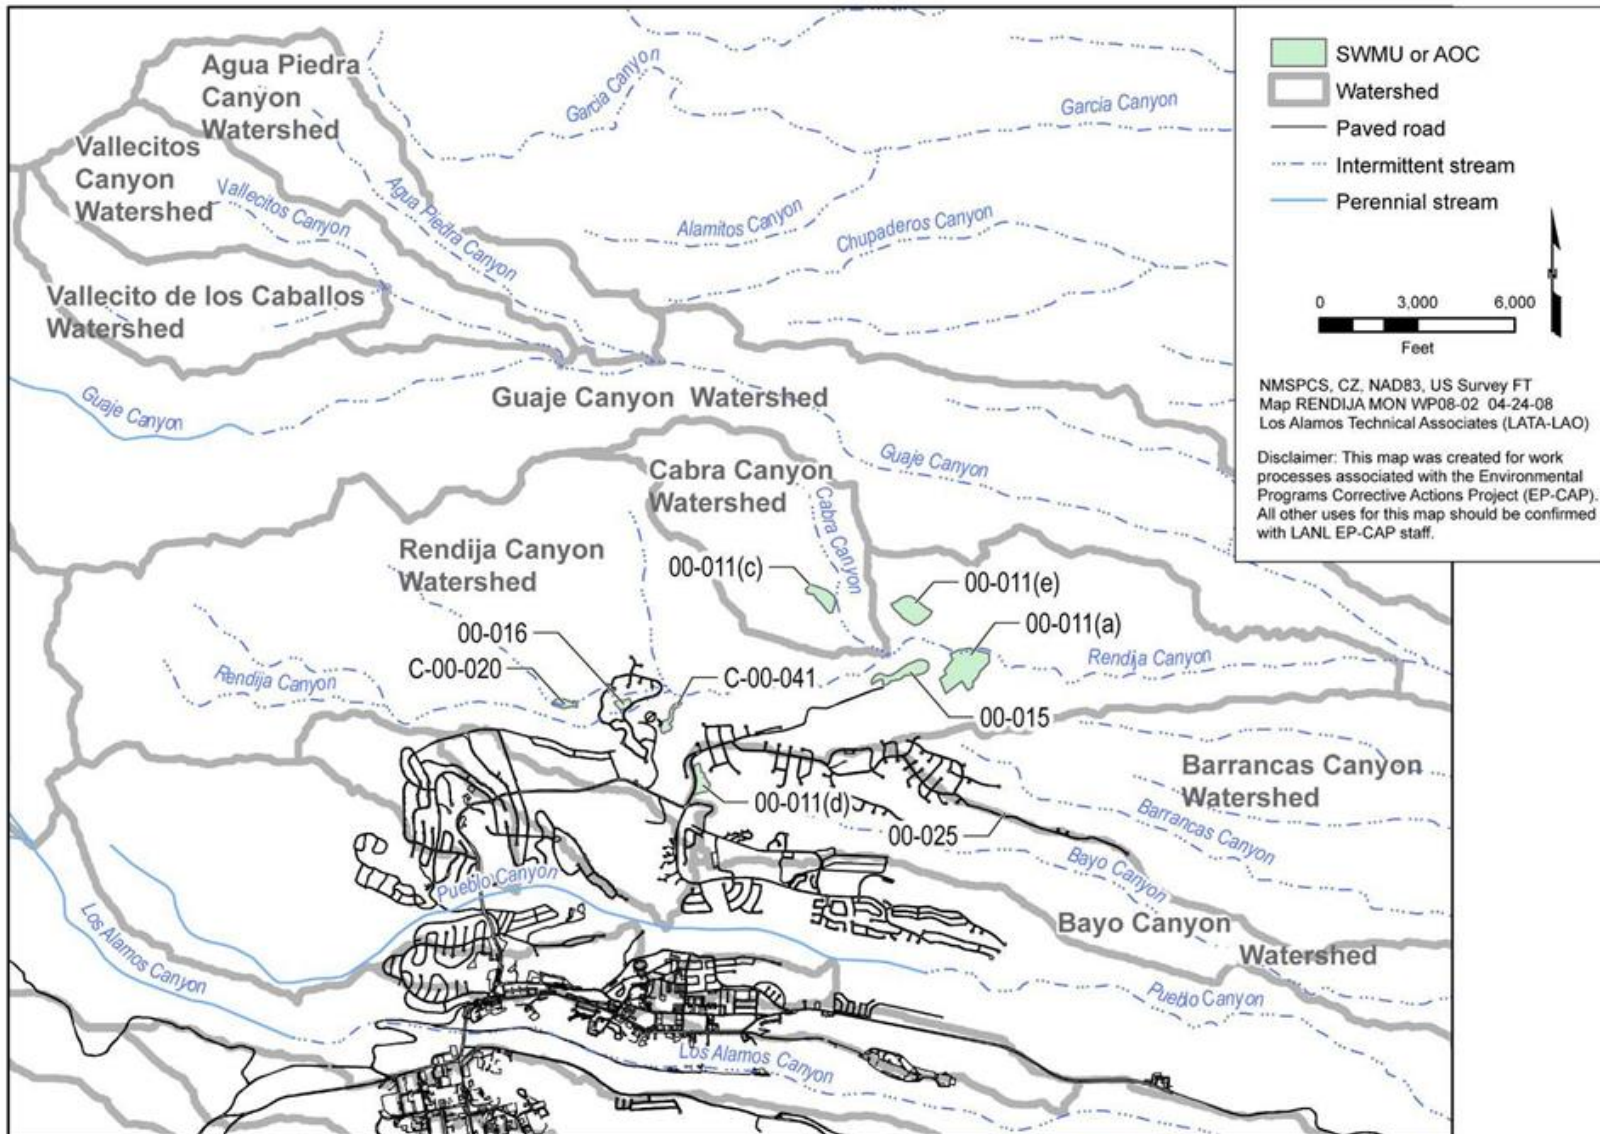 Agua Piedra
Canyon
Watershed
Vallecitos
Canyon
Watershed
Vallecitos Canyon
Agua Piedra Canyon
Garcia Canyon
Garcia Canyon
Alamitos Canyon
Chupaderos Canyon
Vallecito de los Caballos
Watershed
Guaje Canyon
Guaje Canyon Watershed
Guaje Canyon
Cabra Canyon
Watershed
Cabra Canyon
Rendija Canyon
Watershed
00-011(c)
00-011(e)
00-011(a)
00-016
C-00-020
C-00-041
Rendija Canyon
Rendija Canyon
00-015
Barrancas Canyon
Watershed
00-011(d)
00-025
Barrancas Canyon
Bayo Canyon
Pueblo Canyon
Bayo Canyon
Watershed
Los Alamos Canyon
Pueblo Canyon
Los Alamos Canyon
SWMU or AOC
Watershed
Paved road
Intermittent stream
Perennial stream
N
0 3,000 6,000
Feet
NMSPCS, CZ, NAD83, US Survey FT
Map RENDIJA MON WP08-02 04-24-08
Los Alamos Technical Associates (LATA-LAO)
Disclaimer: This map was created for work
processes associated with the Environmental
Programs Corrective Actions Project (EP-CAP).
All other uses for this map should be confirmed
with LANL EP-CAP staff.